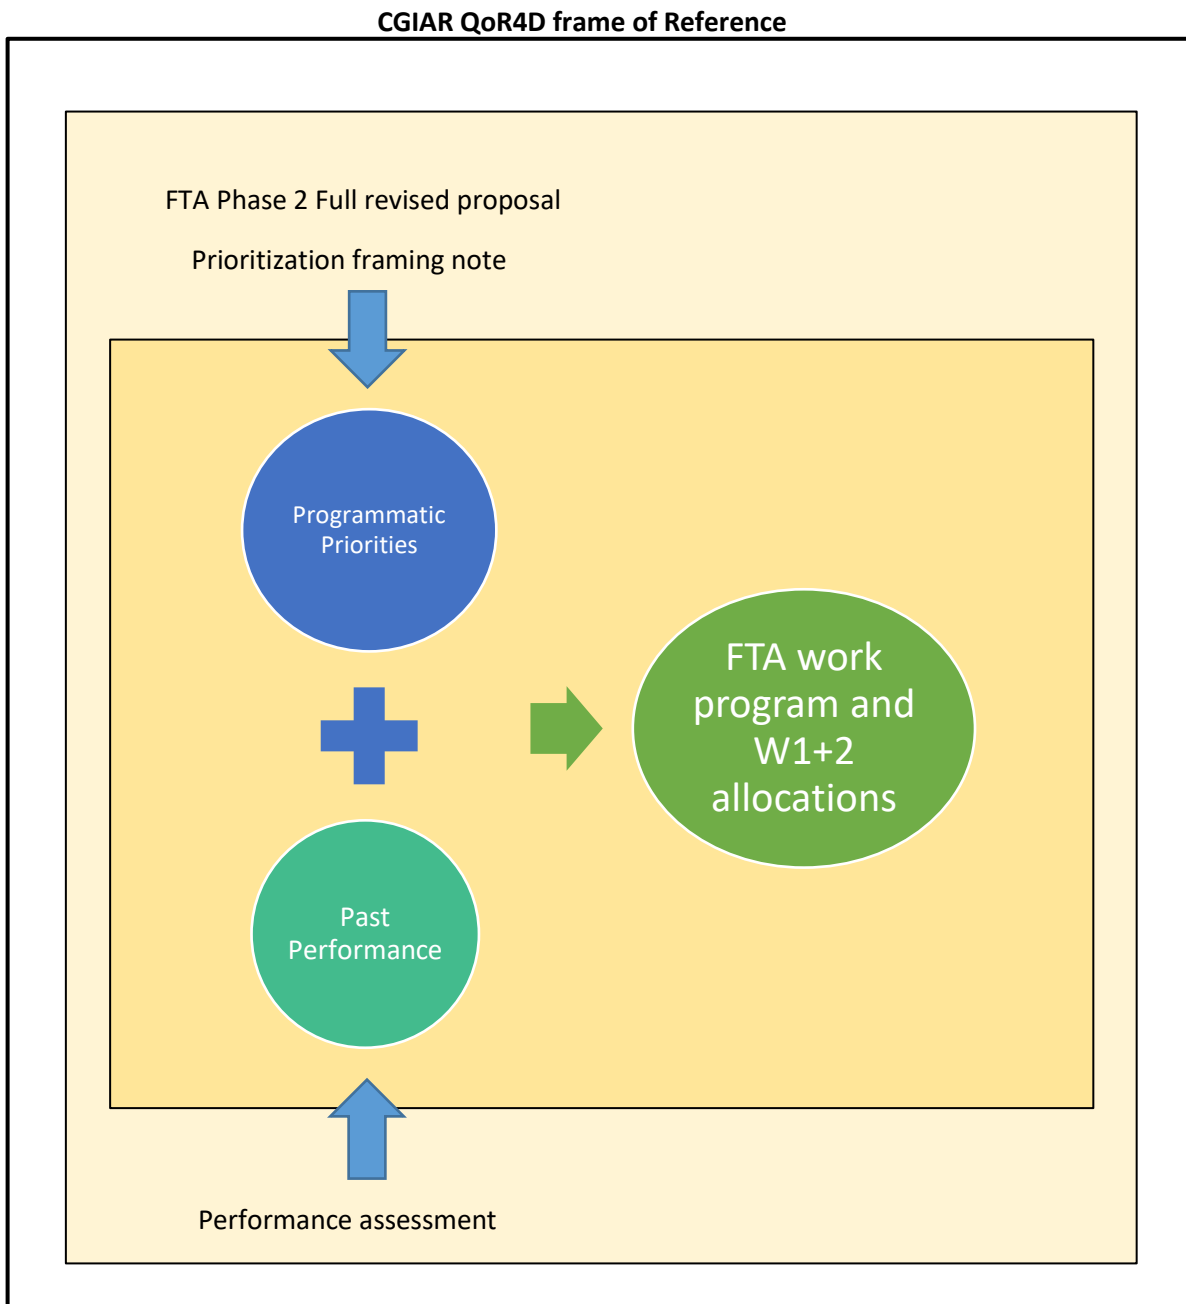 CGIAR QoR4D frame of Reference
FTA Phase 2 Full revised proposal
Prioritization framing note
Programmatic
Priorities
FTA work
program and
W1+2
allocations
Past
Performance
Performance assessment